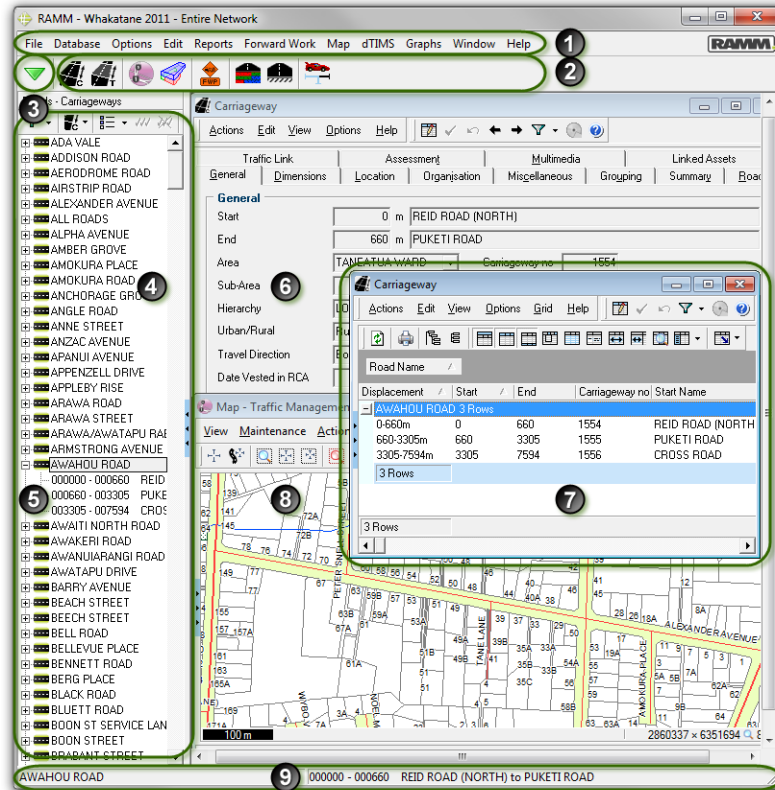 RAMM - Whakatane 2011 - Entire Network
File Database Options Edit Reports Forward Work Map dTIMS Graphs Window Help
1
RAMM
C
T
FWP
2
3
s - Carriageways
Carriageway
Actions Edit View Options Help
Traffic Link Assessment Multimedia Linked Assets
General Dimensions Location Organisation Miscellaneous Grouping Summary Road
General
Start 0 m REID ROAD (NORTH)
End 660 m PUKETI ROAD
Area TANEATUA WARD Carriageway no 1554
Sub-Area
Hierarchy
Urban/Rural
Travel Direction
Date Vested in RCA
6
ADA VALE
ADDISON ROAD
AERODROME ROAD
AIRSTRIP ROAD
ALEXANDER AVENUE
ALL ROADS
ALPHA AVENUE
AMBER GROVE
AMOKURA PLACE
AMOKURA ROAD
4
ANCHORAGE GRO
ANGLE ROAD
ANNE STREET
ANZAC AVENUE
APANUI AVENUE
APPENZELL DRIVE
APPLEBY RISE
ARAWA ROAD
ARAWA STREET
ARAWA/AWATAPU RAE
ARMSTRONG AVENUE
AWAHOU ROAD
000000 - 000660 REID
000660 - 003305 PUKE
003305 - 007594 CROS
5
AWAITI NORTH ROAD
AWAKERI ROAD
AWANUIARANGI ROAD
AWATAPU DRIVE
BARRY AVENUE
BEACH STREET
BEECH STREET
BELL ROAD
BELLEVUE PLACE
BENNETT ROAD
BERG PLACE
BLACK ROAD
BLUETT ROAD
BOON ST SERVICE LAN
BOON STREET
BRABANT STREET
Carriageway
Actions Edit View Options Grid Help
Road Name
Displacement Start End Carriageway no Start Name
AWAHOU ROAD 3 Rows
0-660m 0 660 1554 REID ROAD (NORTH
660-3305m 660 3305 1555 PUKETI ROAD
3305-7594m 3305 7594 1556 CROSS ROAD
3 Rows
7
3 Rows
Map - Traffic Management
View Maintenance Actio
8
PETER SNELL STREET
ALEXANDER AVENUE
TANE LANE
AMOKURA PLACE
100 m
2860337 × 6351694
AWAHOU ROAD
9
000000 - 000660 REID ROAD (NORTH) to PUKETI ROAD